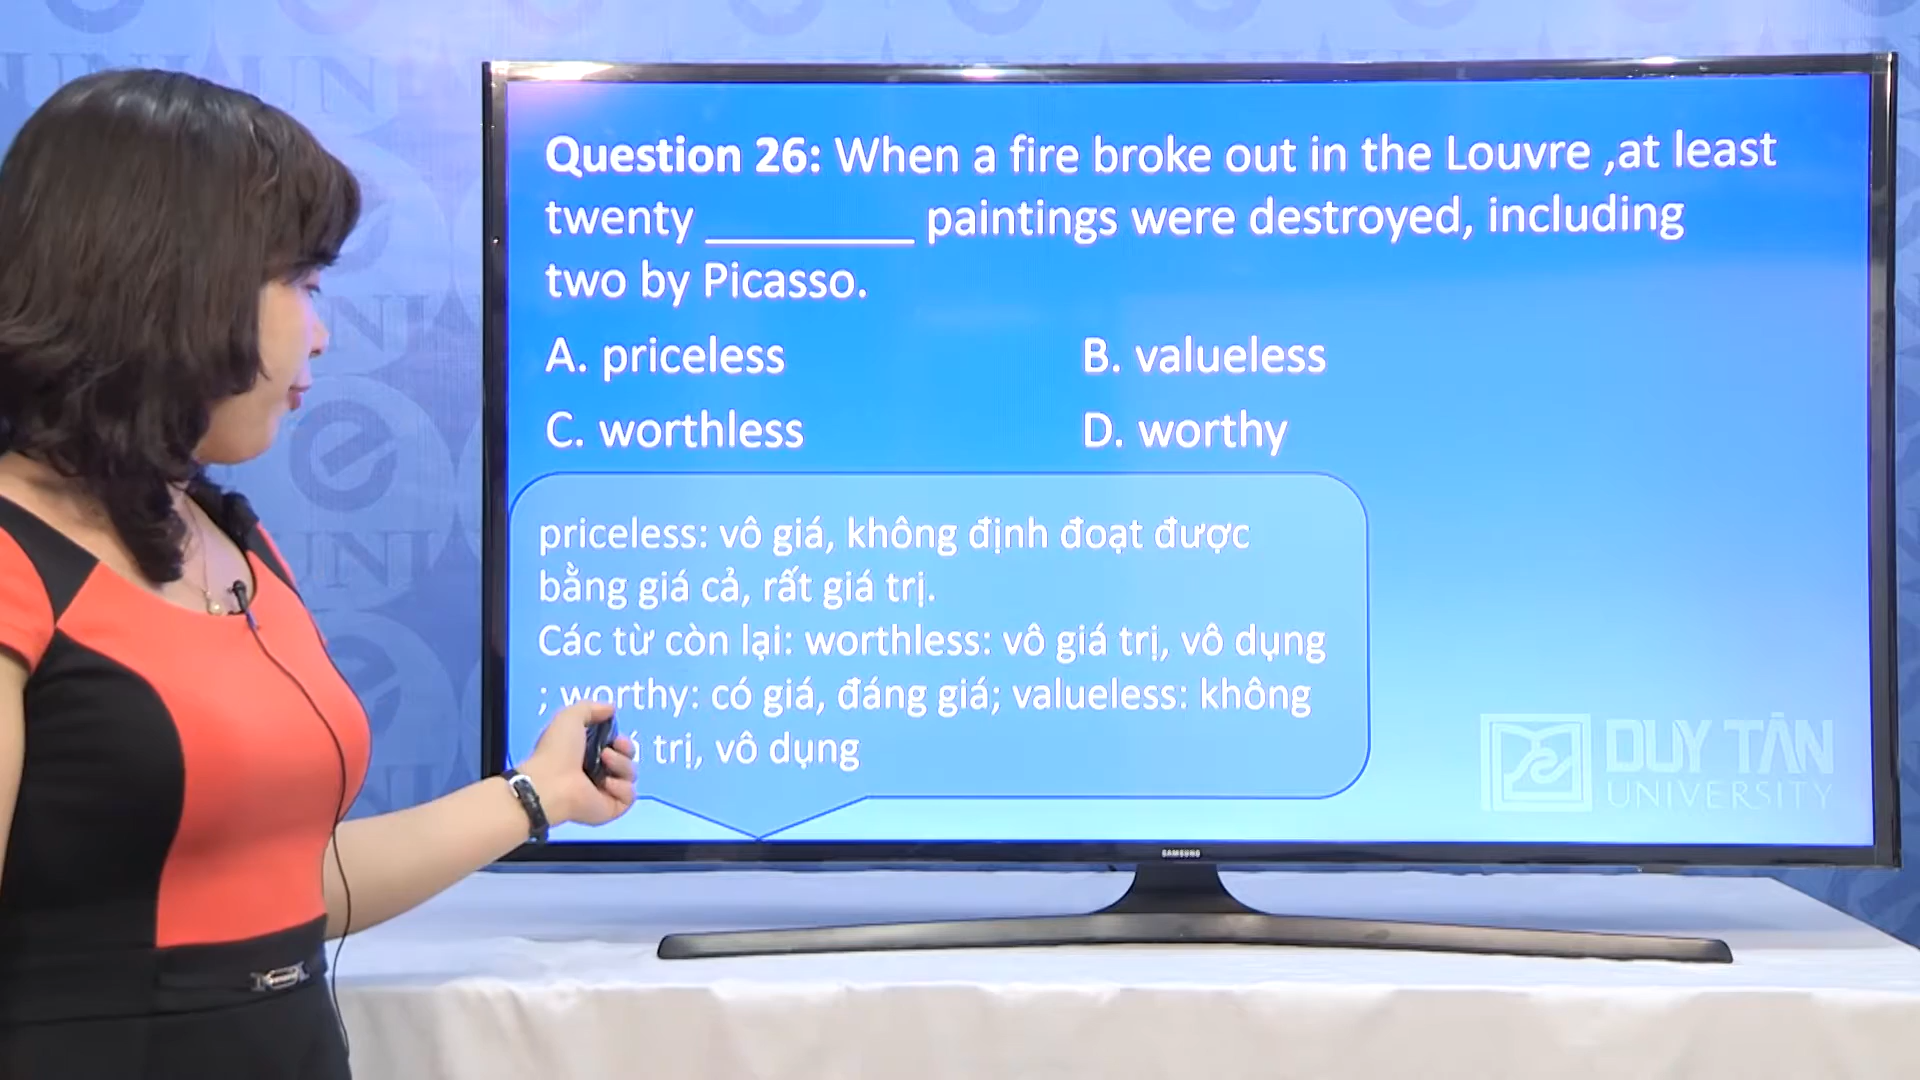 Question 26: When a fire broke out in the Louvre ,at least
twenty ________ paintings were destroyed, including
two by Picasso.
A. priceless B. valueless
C. worthless D. worthy
priceless: vô giá, không định đoạt được
bằng giá cả, rất giá trị.
Các từ còn lại: worthless: vô giá trị, vô dụng
; worthy: có giá, đáng giá; valueless: không
trị, vô dụng
DUY TÂN
UNIVERSITY
SAMSUNG